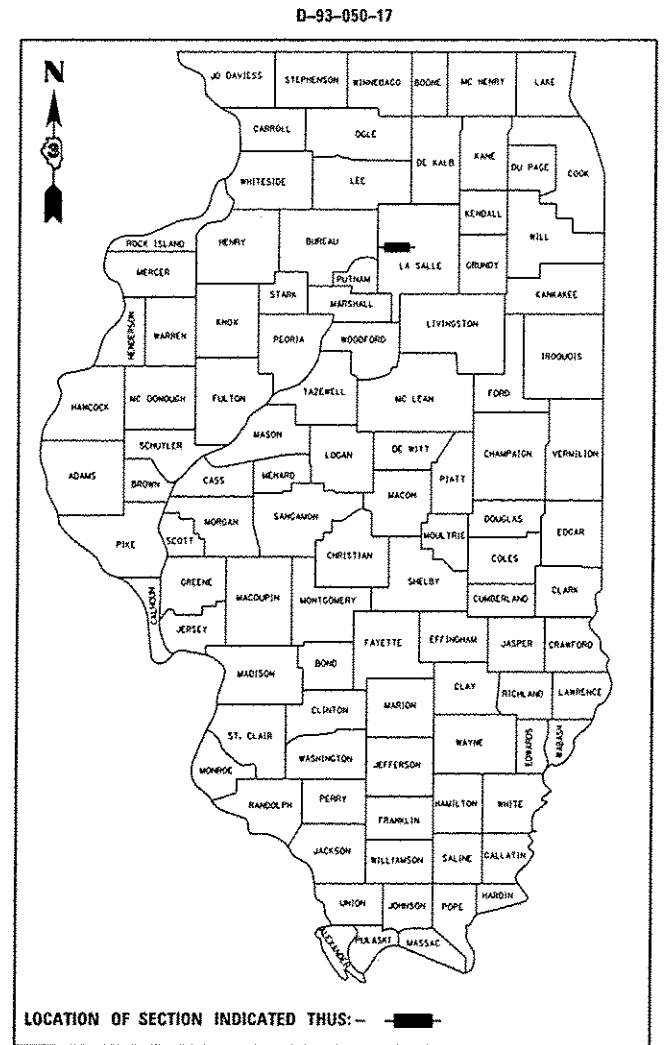 D-93-050-17
N
JO DAVIESS STEPHENSON WINNEBAGO BOONE MC HENRY LAKE
CARROLL OGLE
DE KALB KANE DU PAGE COOK
WHITESIDE LEE
KENDALL WILL
ROCK ISLAND HENRY BUREAU
LA SALLE GRUNDY
MERCER PUTNAM
KANKAKEE
STARK MARSHALL
HENDERSON WARREN KNOX LIVINGSTON
PEORIA WOODFORD IROQUOIS
HANCOCK MC DONOUGH FULTON TAZEWELL MC LEAN FORD
MASON
SCHUYLER LOGAN DE WITT CHAMPAIGN VERMILION
ADAMS BROWN CASS MENARD PIATT
MACON
MORGAN SANGAMON DOUGLAS EDGAR
PIKE SCOTT CHRISTIAN MOULTRIE COLES
SHELBY
CALHOUN GREENE MACOUPIN MONTGOMERY CUMBERLAND CLARK
JERSEY FAYETTE EFFINGHAM JASPER CRAWFORD
MADISON BOND
CLAY RICHLAND LAWRENCE
CLINTON MARION
ST. CLAIR WAYNE EDWARDS WABASH
WASHINGTON JEFFERSON
MONROE
RANDOLPH PERRY HAMILTON WHITE
FRANKLIN
JACKSON WILLIAMSON SALINE GALLATIN
UNION JOHNSON POPE HARDIN
ALEXANDER PULASKI MASSAC
LOCATION OF SECTION INDICATED THUS: -